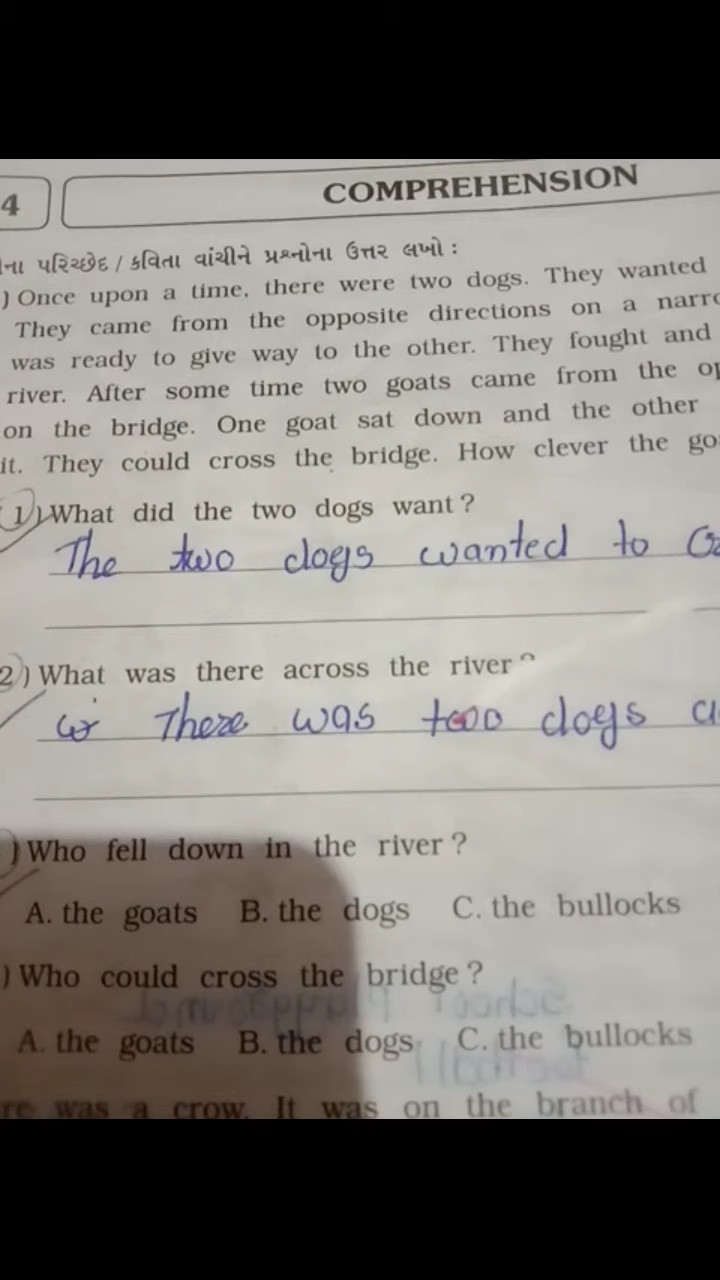 4
COMPREHENSION
પરિચ્છેદ / કવિતા વાંચીને પ્રશ્નોના ઉત્તર લખો :
) Once upon a time, there were two dogs. They wanted
They came from the opposite directions on a
was ready to give way to the other. They fought and
river. After some time two goats came from the
on the bridge. One goat sat down and the other
it. They could cross the bridge. How clever the
1) What did the two dogs want ?
The two dogs wanted to
2) What was there across the river ?
There was two dogs
) Who fell down in the river ?
A. the goats B. the dogs C. the bullocks
) Who could cross the bridge ?
A. the goats B. the dogs C. the bullocks
was a crow. It was on the branch of